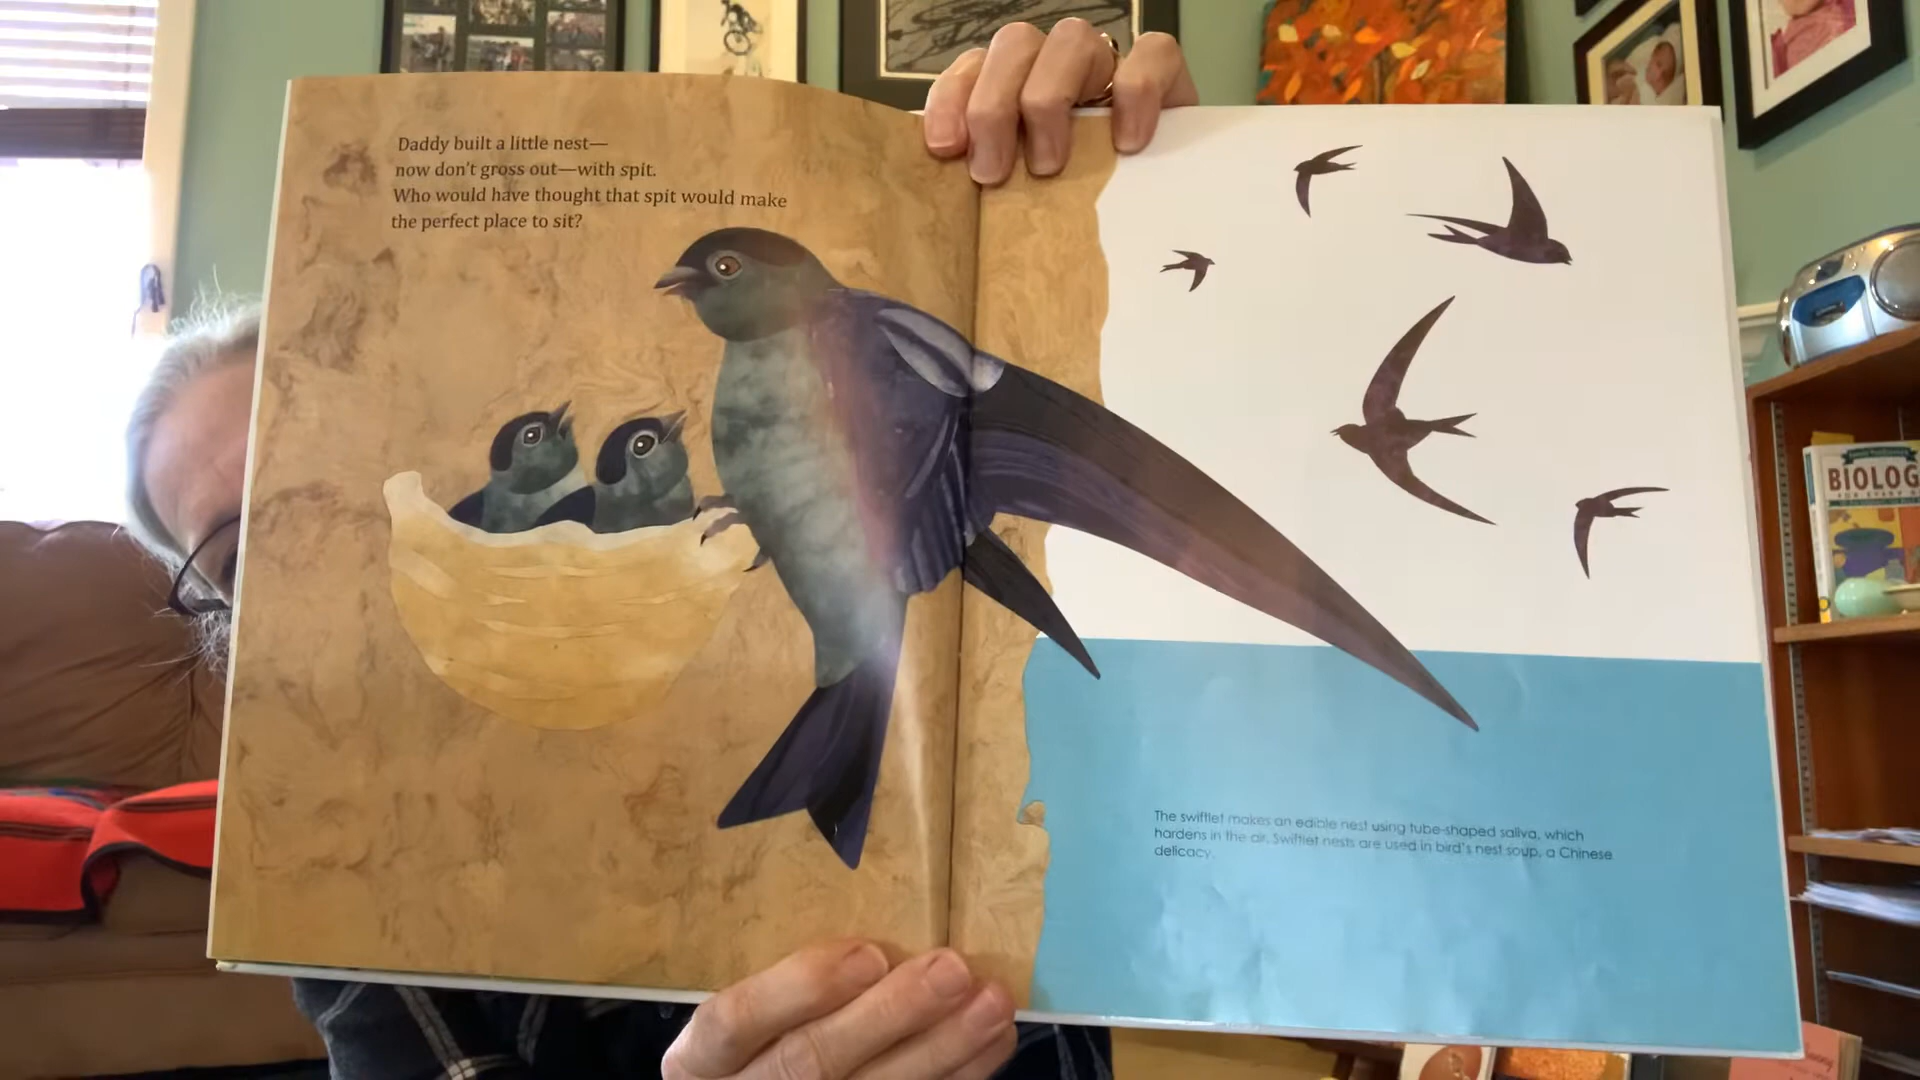 Daddy built a little nest—
now don't gross out—with spit.
Who would have thought that spit would make
the perfect place to sit?
The swiftlet makes an edible nest using tube-shaped saliva, which
hardens in the air. Swiftlet nests are used in bird's nest soup, a Chinese
delicacy.
BIOLOG